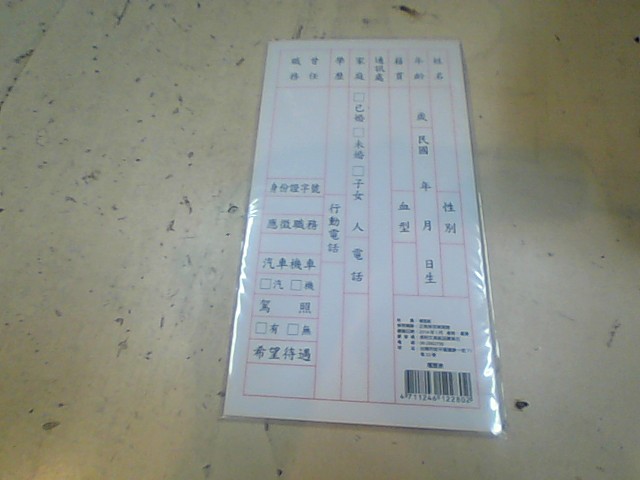 姓名
性別
年齡
歲 民國 年 月 日生
籍貫
血型
通訊處
家庭
□已婚 □未婚 □子女 人
電話
學歷
行動電話
曾任
職務
身份證字號
應徵職務
汽車機車
□汽 □機
駕照
□有 □無
希望待遇
4711246122802